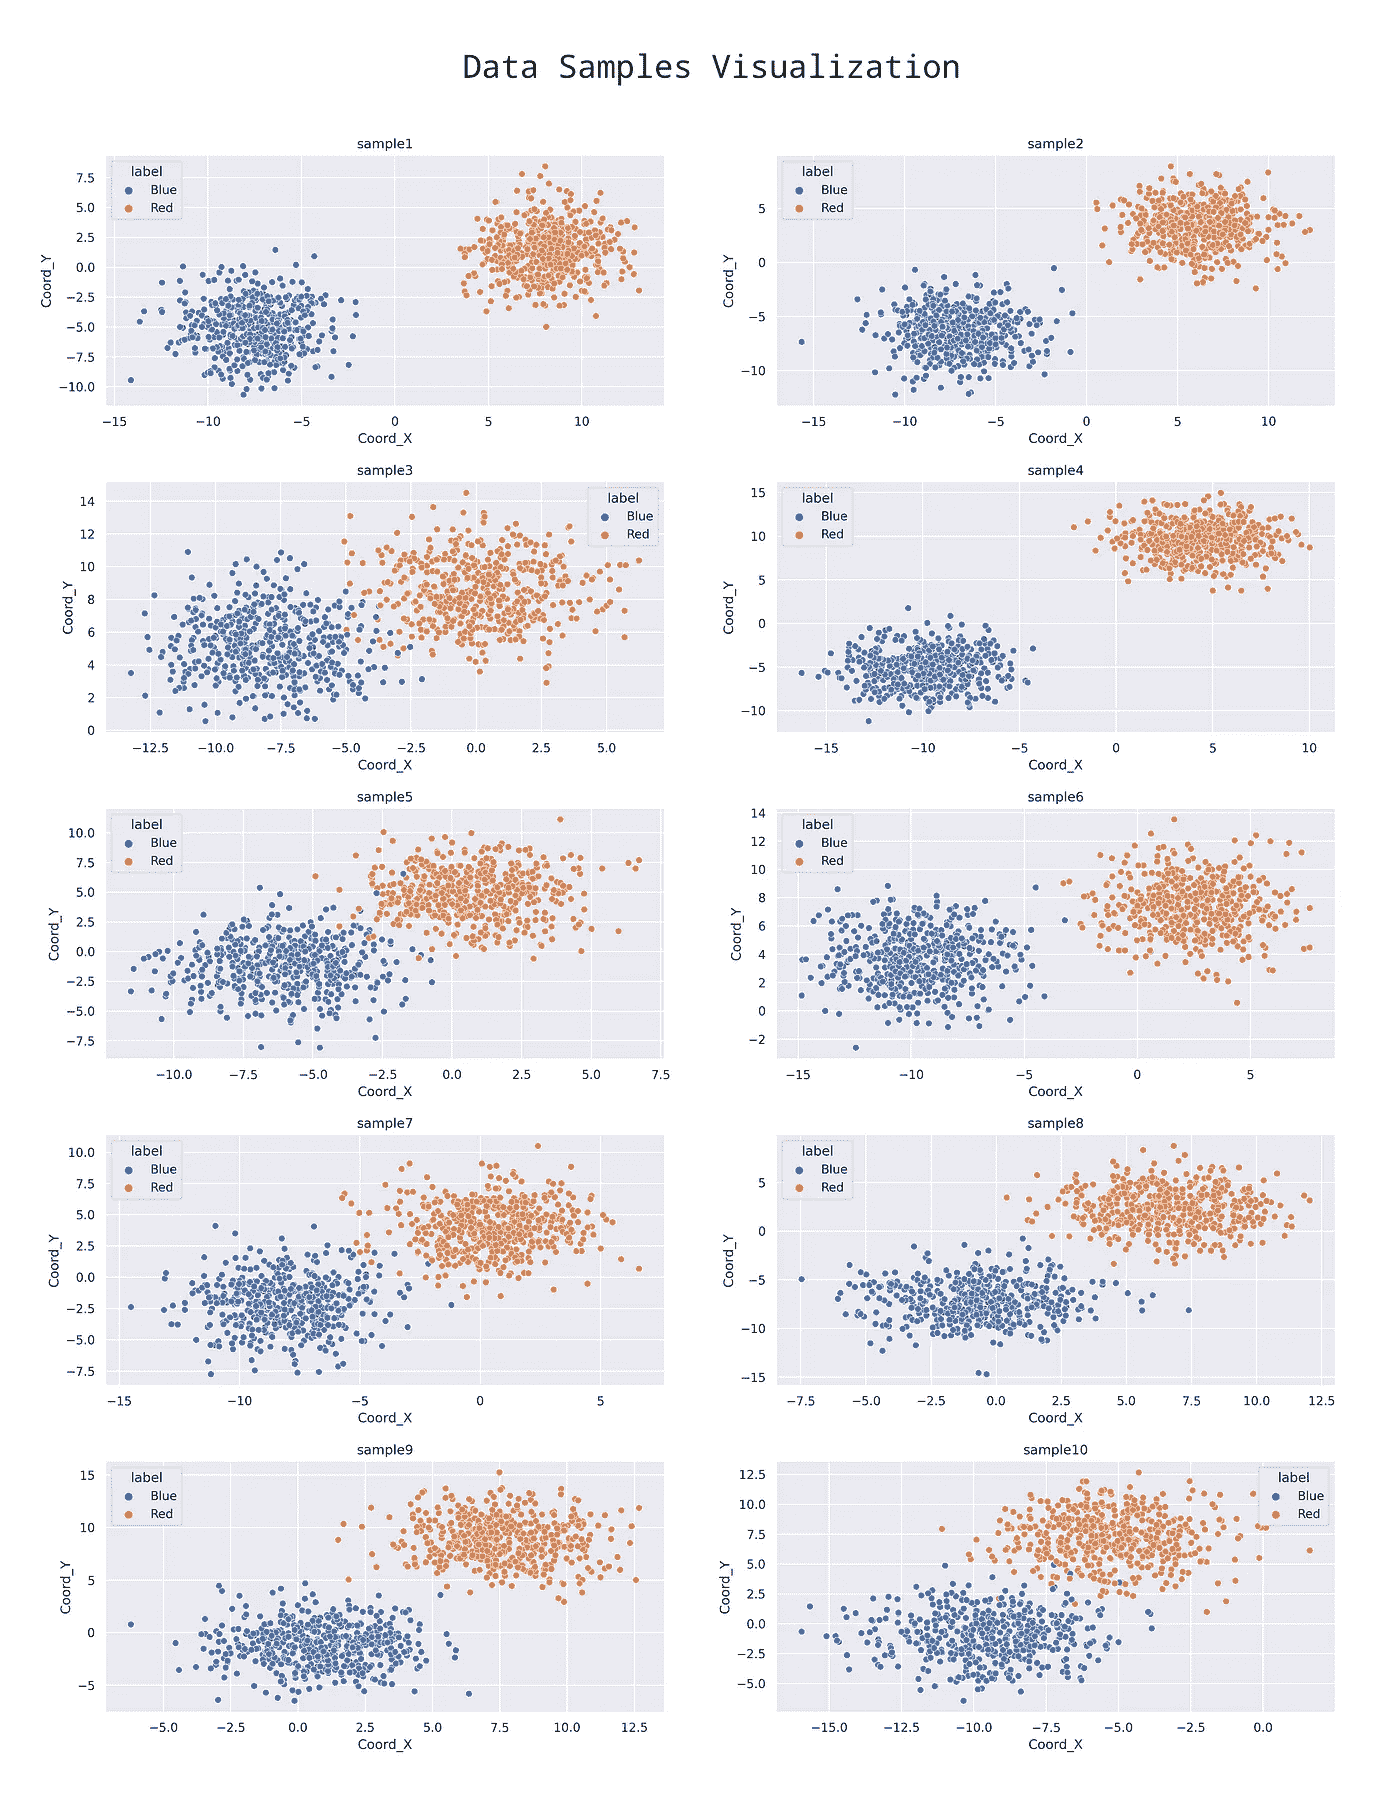 Data Samples Visualization
sample1
label
Blue
Red
7.5
5.0
2.5
0.0
−2.5
−5.0
−7.5
−10.0
Coord_Y
−15 −10 −5 0 5 10
Coord_X
sample2
label
Blue
Red
5
0
−5
−10
Coord_Y
−15 −10 −5 0 5 10
Coord_X
sample3
label
Blue
Red
14
12
10
8
6
4
2
0
Coord_Y
−12.5 −10.0 −7.5 −5.0 −2.5 0.0 2.5 5.0
Coord_X
sample4
label
Blue
Red
15
10
5
0
−5
−10
Coord_Y
−15 −10 −5 0 5 10
Coord_X
sample5
label
Blue
Red
10.0
7.5
5.0
2.5
0.0
−2.5
−5.0
−7.5
Coord_Y
−10.0 −7.5 −5.0 −2.5 0.0 2.5 5.0 7.5
Coord_X
sample6
label
Blue
Red
14
12
10
8
6
4
2
0
−2
Coord_Y
−15 −10 −5 0 5
Coord_X
sample7
label
Blue
Red
10.0
7.5
5.0
2.5
0.0
−2.5
−5.0
−7.5
Coord_Y
−15 −10 −5 0 5
Coord_X
sample8
label
Blue
Red
5
0
−5
−10
−15
Coord_Y
−7.5 −5.0 −2.5 0.0 2.5 5.0 7.5 10.0 12.5
Coord_X
sample9
label
Blue
Red
15
10
5
0
−5
Coord_Y
−5.0 −2.5 0.0 2.5 5.0 7.5 10.0 12.5
Coord_X
sample10
label
Blue
Red
12.5
10.0
7.5
5.0
2.5
0.0
−2.5
−5.0
Coord_Y
−15.0 −12.5 −10.0 −7.5 −5.0 −2.5 0.0
Coord_X